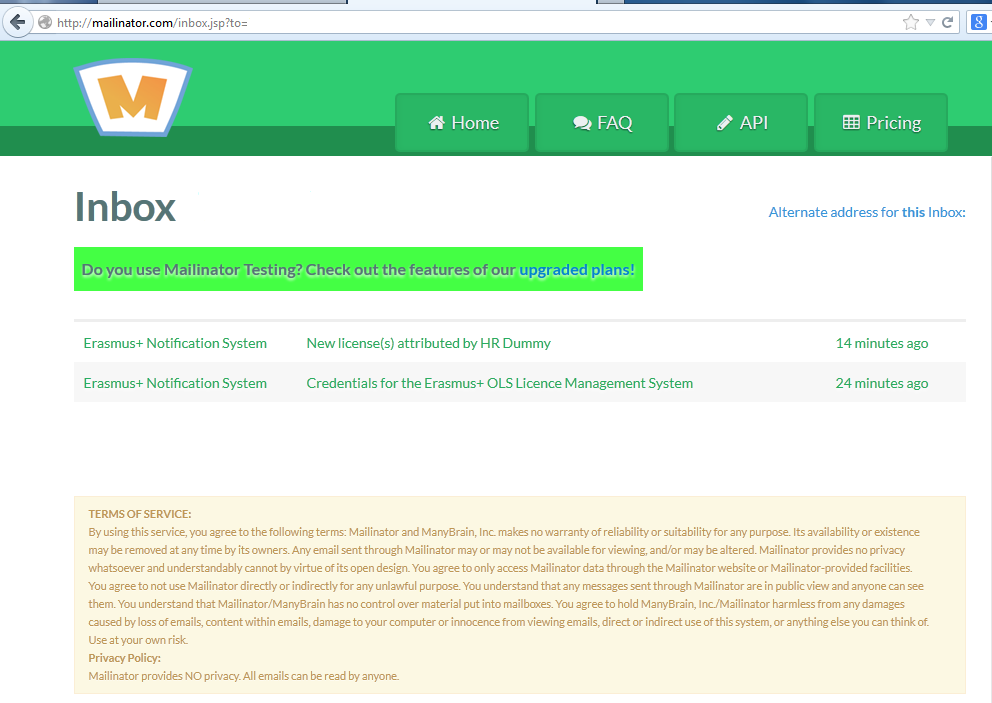 http://mailinator.com/inbox.jsp?to=
8
M
Home FAQ API Pricing
Inbox
Alternate address for this Inbox:
Do you use Mailinator Testing? Check out the features of our upgraded plans!
Erasmus+ Notification System New license(s) attributed by HR Dummy 14 minutes ago
Erasmus+ Notification System Credentials for the Erasmus+ OLS Licence Management System 24 minutes ago
TERMS OF SERVICE:
By using this service, you agree to the following terms: Mailinator and ManyBrain, Inc. makes no warranty of reliability or suitability for any purpose. Its availability or existence
may be removed at any time by its owners. Any email sent through Mailinator may or may not be available for viewing, and/or may be altered. Mailinator provides no privacy
whatsoever and understandably cannot by virtue of its open design. You agree to only access Mailinator data through the Mailinator website or Mailinator-provided facilities.
You agree to not use Mailinator directly or indirectly for any unlawful purpose. You understand that any messages sent through Mailinator are in public view and anyone can see
them. You understand that Mailinator/ManyBrain has no control over material put into mailboxes. You agree to hold ManyBrain, Inc./Mailinator harmless from any damages
caused by loss of emails, content within emails, damage to your computer or innocence from viewing emails, direct or indirect use of this system, or anything else you can think of.
Use at your own risk.
Privacy Policy:
Mailinator provides NO privacy. All emails can be read by anyone.